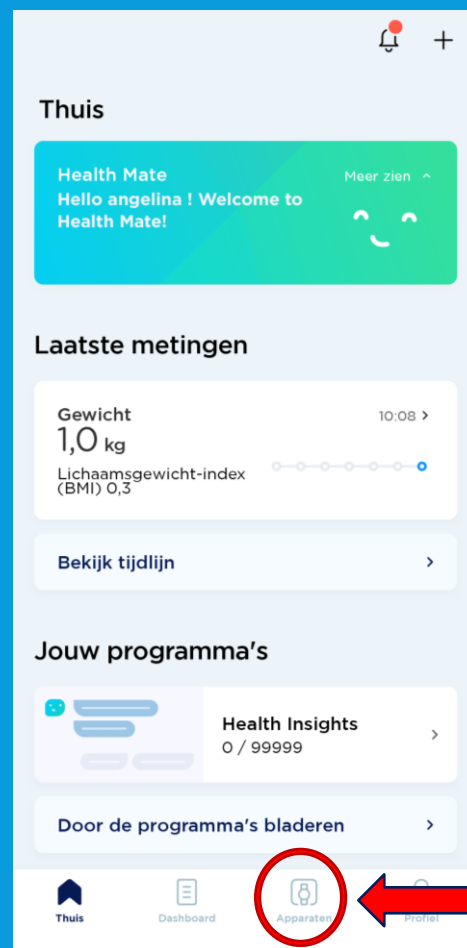 Thuis
Health Mate
Meer zien
Hello angelina ! Welcome to
Health Mate!
Laatste metingen
Gewicht
10:08
1,0 kg
Lichaamsgewicht-index
(BMI) 0,3
Bekijk tijdlijn
Jouw programma's
Health Insights
0 / 99999
Door de programma's bladeren
Thuis
Dashboard
Apparaten
Profiel